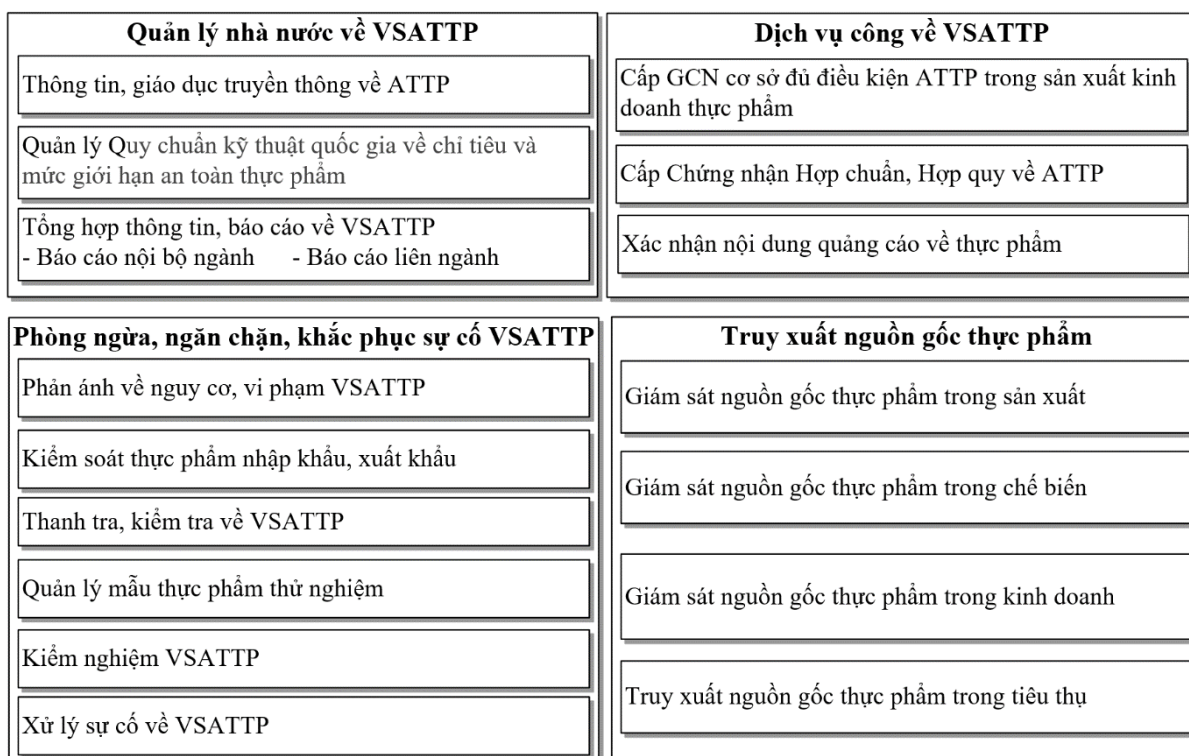 Quản lý nhà nước về VSATTP
Thông tin, giáo dục truyền thông về ATTP
Quản lý Quy chuẩn kỹ thuật quốc gia về chỉ tiêu và
mức giới hạn an toàn thực phẩm
Tổng hợp thông tin, báo cáo về VSATTP
- Báo cáo nội bộ ngành - Báo cáo liên ngành
Dịch vụ công về VSATTP
Cấp GCN cơ sở đủ điều kiện ATTP trong sản xuất kinh
doanh thực phẩm
Cấp Chứng nhận Hợp chuẩn, Hợp quy về ATTP
Xác nhận nội dung quảng cáo về thực phẩm
Phòng ngừa, ngăn chặn, khắc phục sự cố VSATTP
Phản ánh về nguy cơ, vi phạm VSATTP
Kiểm soát thực phẩm nhập khẩu, xuất khẩu
Thanh tra, kiểm tra về VSATTP
Quản lý mẫu thực phẩm thử nghiệm
Kiểm nghiệm VSATTP
Xử lý sự cố về VSATTP
Truy xuất nguồn gốc thực phẩm
Giám sát nguồn gốc thực phẩm trong sản xuất
Giám sát nguồn gốc thực phẩm trong chế biến
Giám sát nguồn gốc thực phẩm trong kinh doanh
Truy xuất nguồn gốc thực phẩm trong tiêu thụ